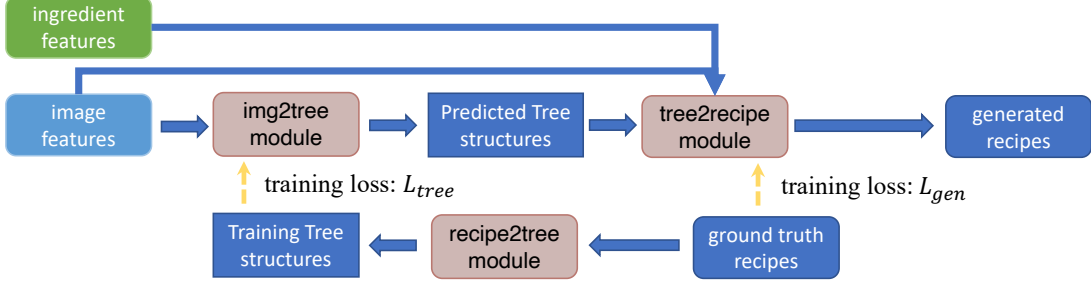 ingredient
features
image
features
img2tree
module
Predicted Tree
structures
tree2recipe
module
generated
recipes
training loss: L_tree
training loss: L_gen
Training Tree
structures
recipe2tree
module
ground truth
recipes